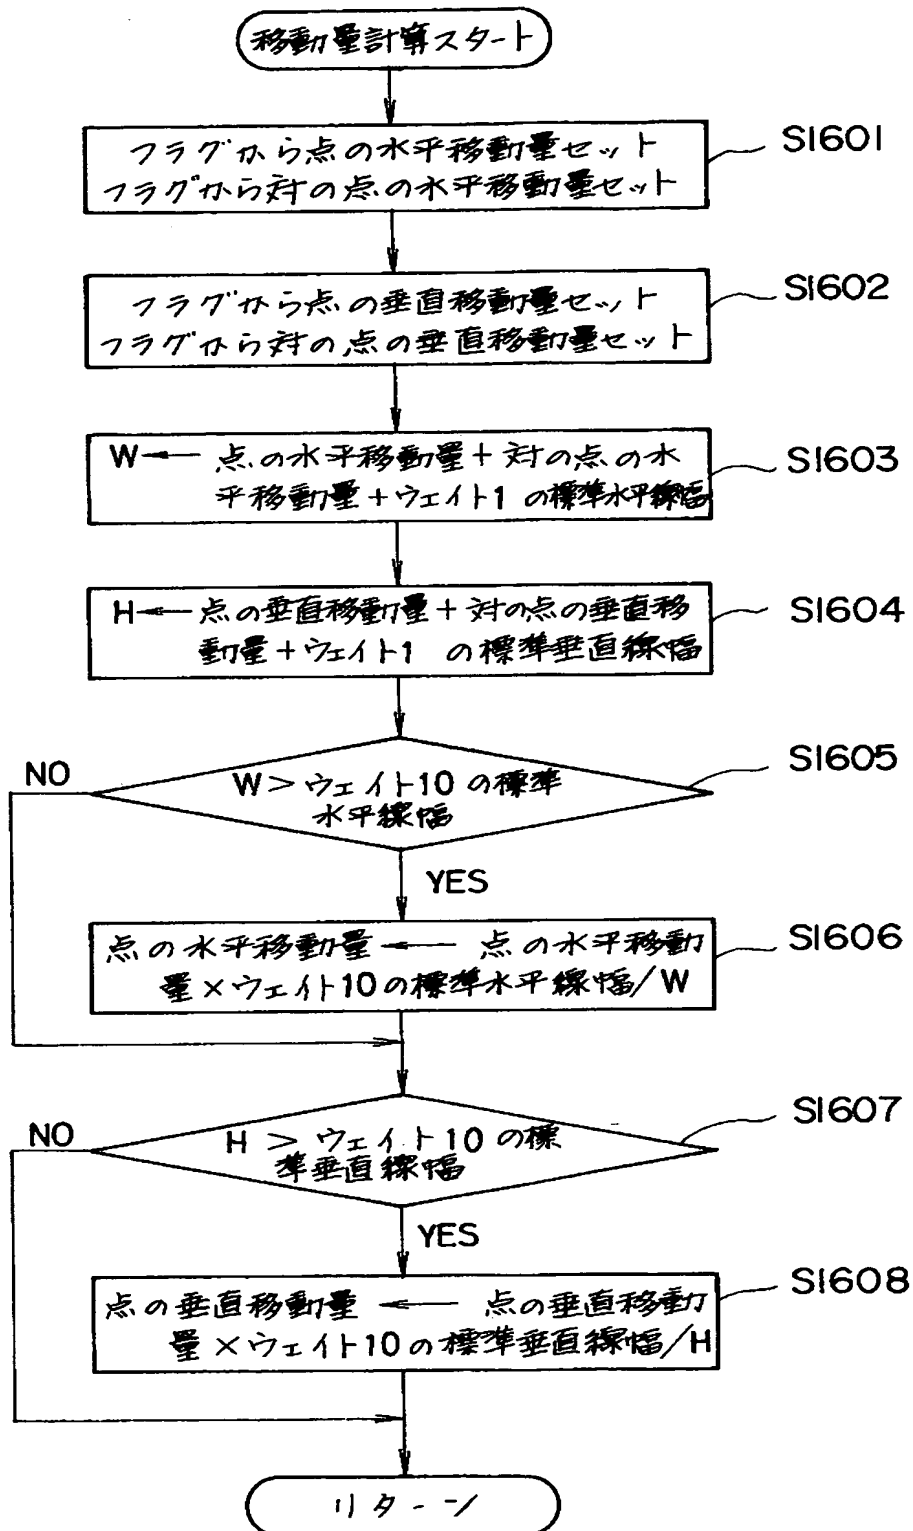 移動量計算スタート
フラグから点の水平移動量セット
フラグから対の点の水平移動量セット
S1601
フラグから点の垂直移動量セット
フラグから対の点の垂直移動量セット
S1602
W← 点の水平移動量+対の点の水
平移動量+ウェイト1の標準水平線幅
S1603
H← 点の垂直移動量+対の点の垂直移
動量+ウェイト1 の標準垂直線幅
S1604
W>ウェイト10の標準
水平線幅
S1605
NO
YES
点の水平移動量 ← 点の水平移動
量×ウェイト10の標準水平線幅/W
S1606
H > ウェイト10の標
準垂直線幅
S1607
NO
YES
点の垂直移動量 ← 点の垂直移動
量×ウェイト10の標準垂直線幅/H
S1608
リターン